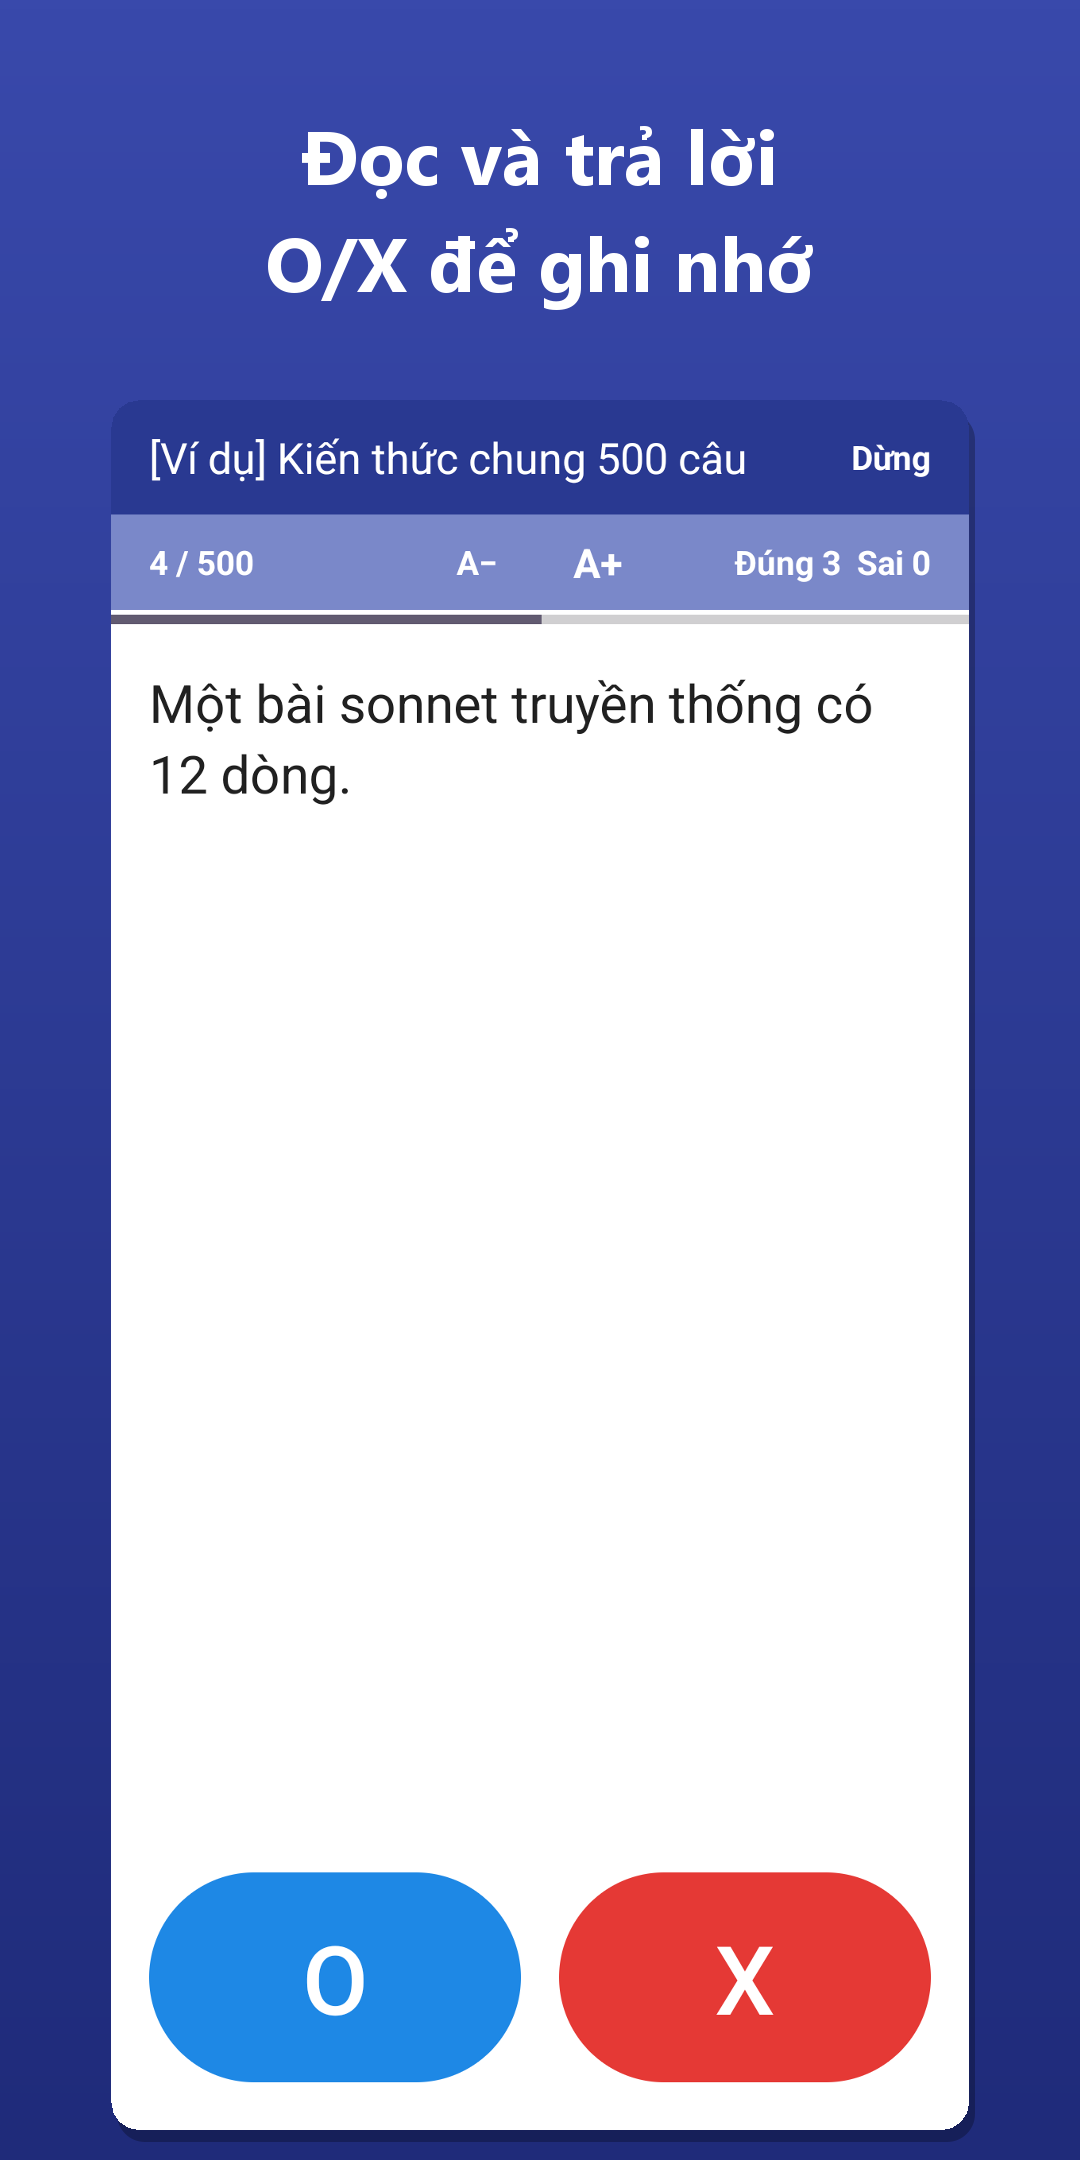 Đọc và trả lời
O/X để ghi nhớ
[Ví dụ] Kiến thức chung 500 câu
Dừng
4 / 500
A−
A+
Đúng 3 Sai 0
Một bài sonnet truyền thống có
12 dòng.
O
X